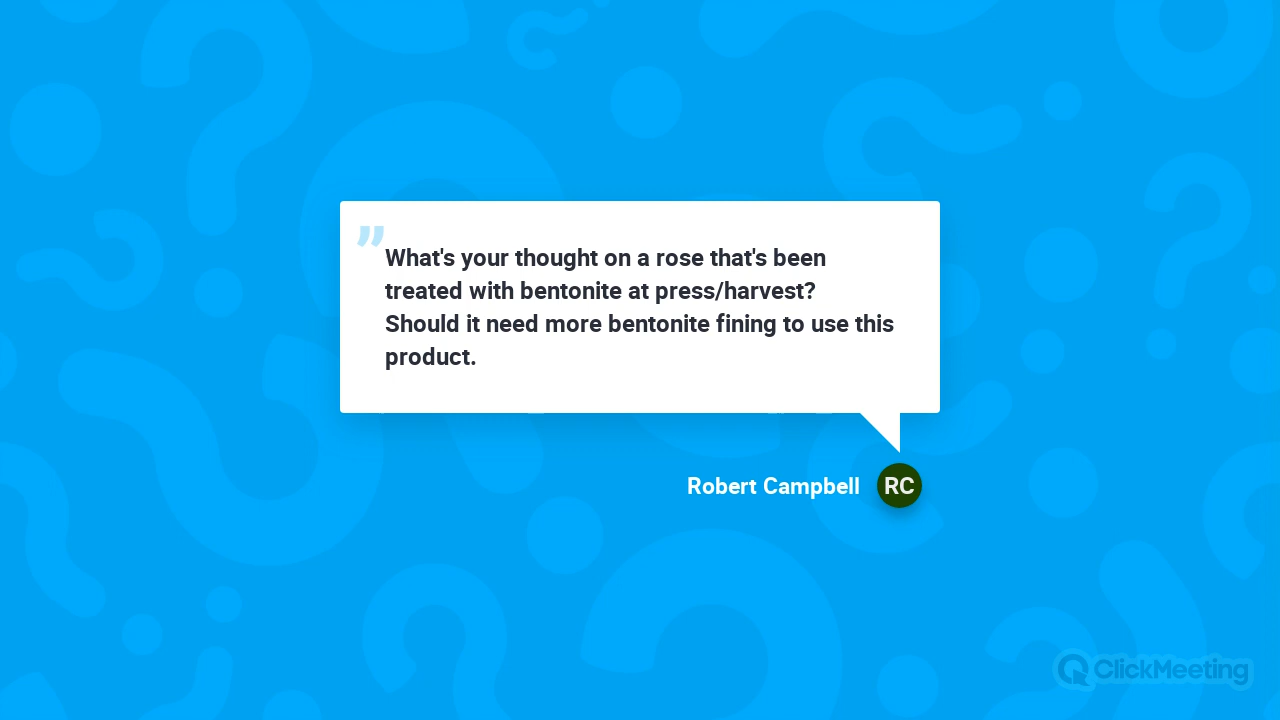 What's your thought on a rose that's been
treated with bentonite at press/harvest?
Should it need more bentonite fining to use this
product.
Robert Campbell RC
ClickMeeting